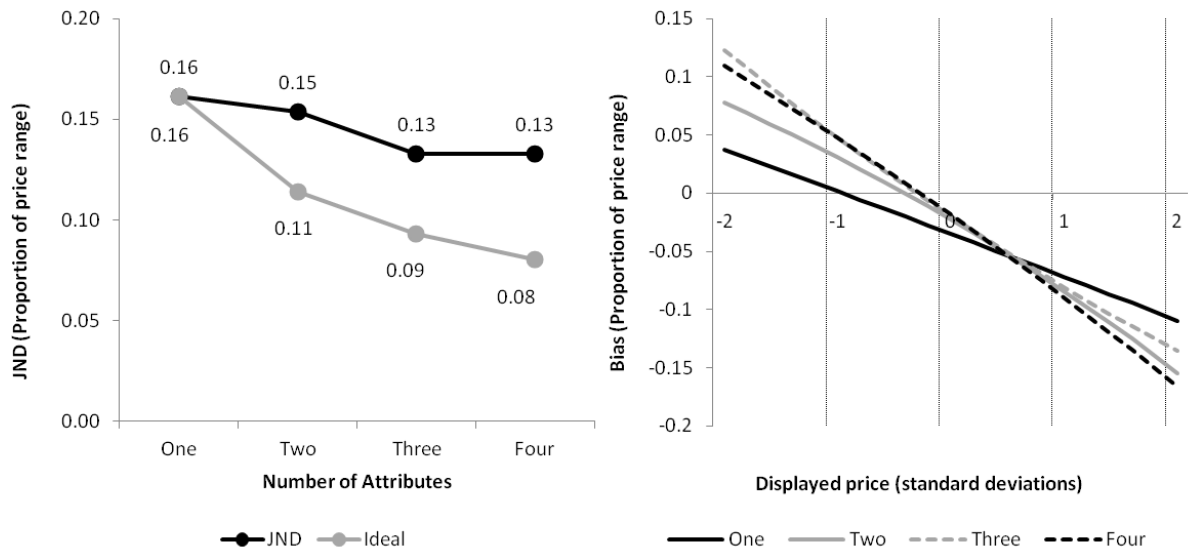 0.20
0.15
0.10
0.05
0.00
JND (Proportion of price range)
0.16
0.15
0.13
0.13
0.16
0.11
0.09
0.08
One
Two
Three
Four
Number of Attributes
JND
Ideal
0.15
0.1
0.05
0
-0.05
-0.1
-0.15
-0.2
Bias (Proportion of price range)
-2
-1
0
1
2
Displayed price (standard deviations)
One
Two
Three
Four